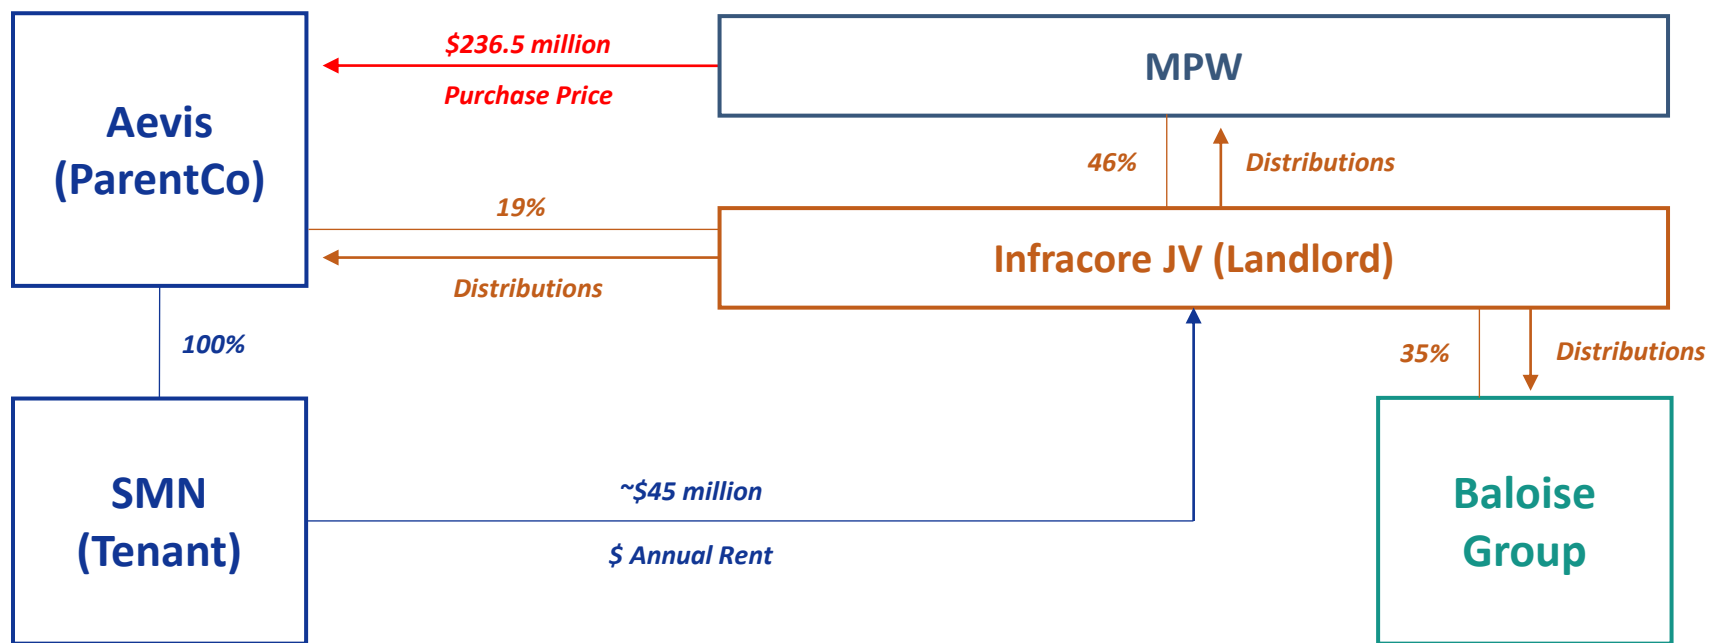 Aevis
(ParentCo)
$236.5 million
Purchase Price
MPW
46%
Distributions
19%
Distributions
Infracore JV (Landlord)
100%
35%
Distributions
SMN
(Tenant)
~$45 million
$ Annual Rent
Baloise
Group